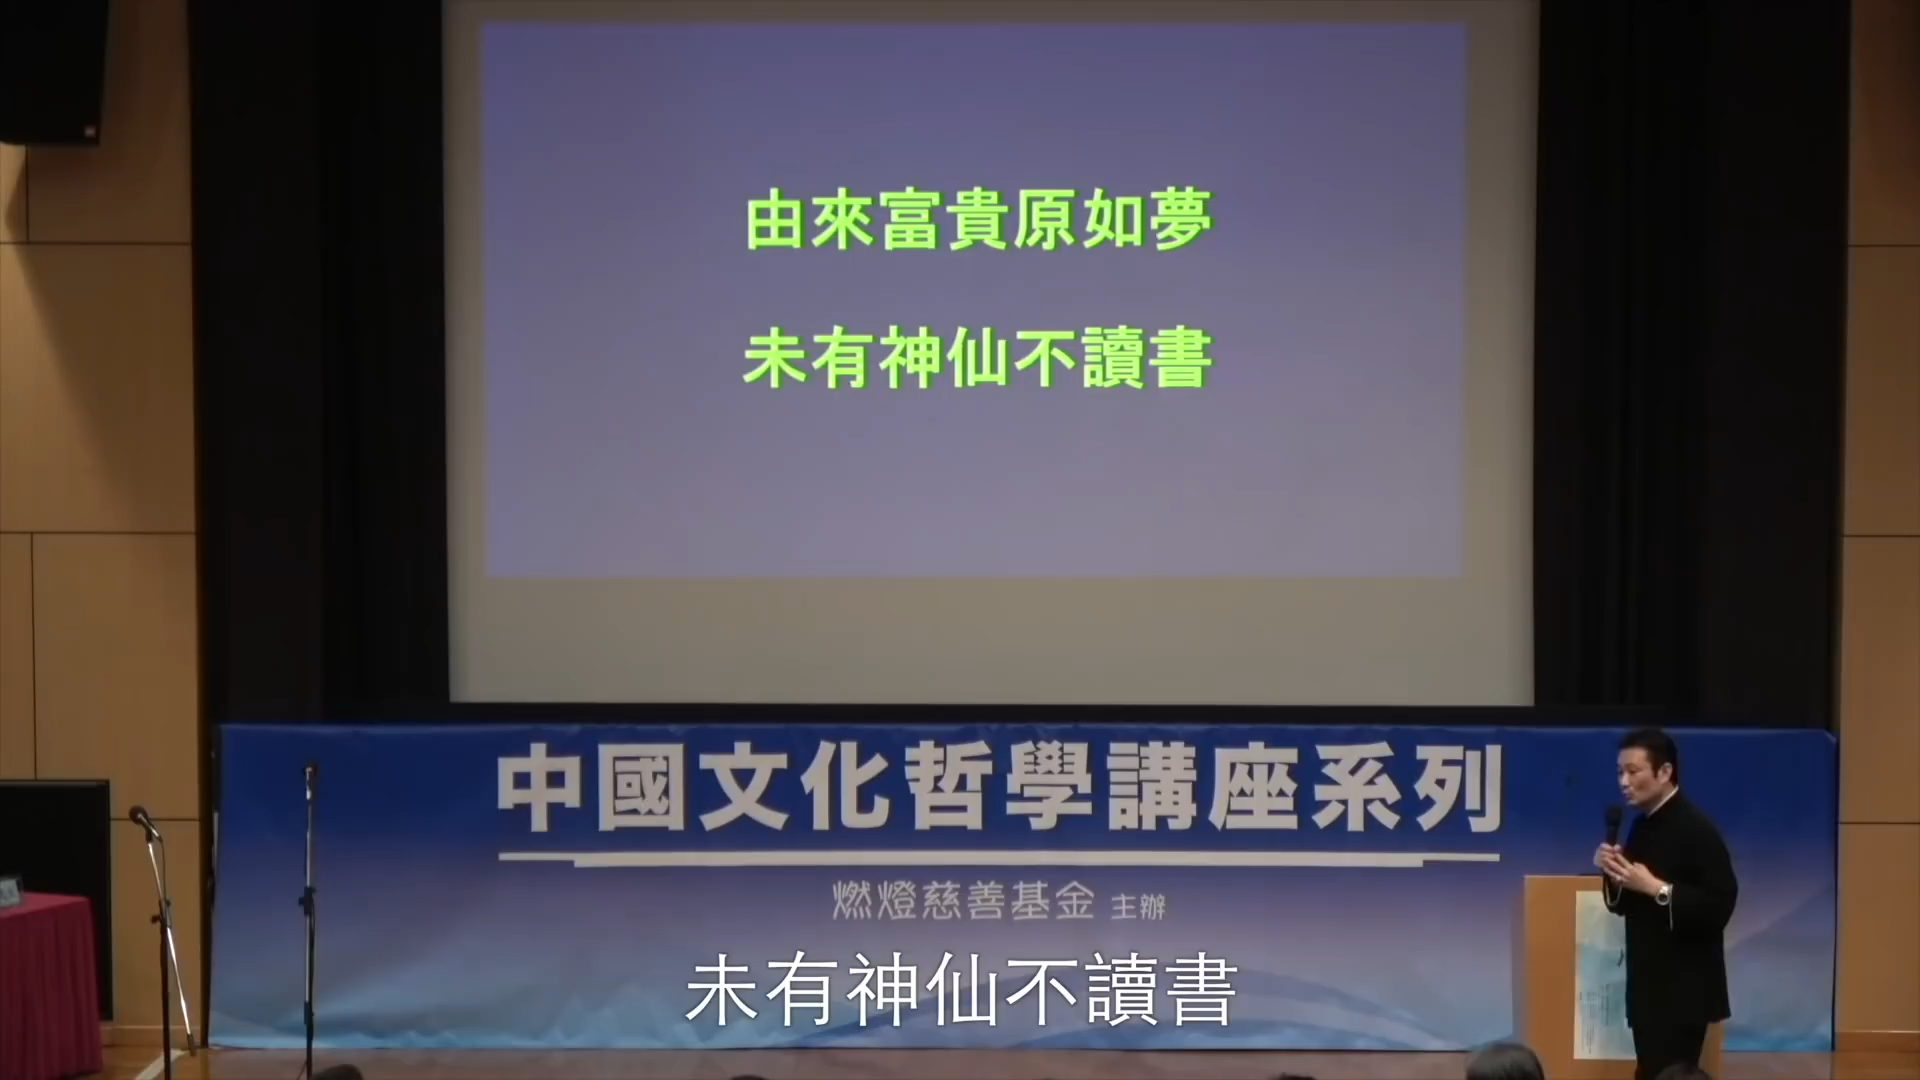 由來富貴原如夢
未有神仙不讀書
中國文化哲學講座系列
燃燈慈善基金 主辦
未有神仙不讀書